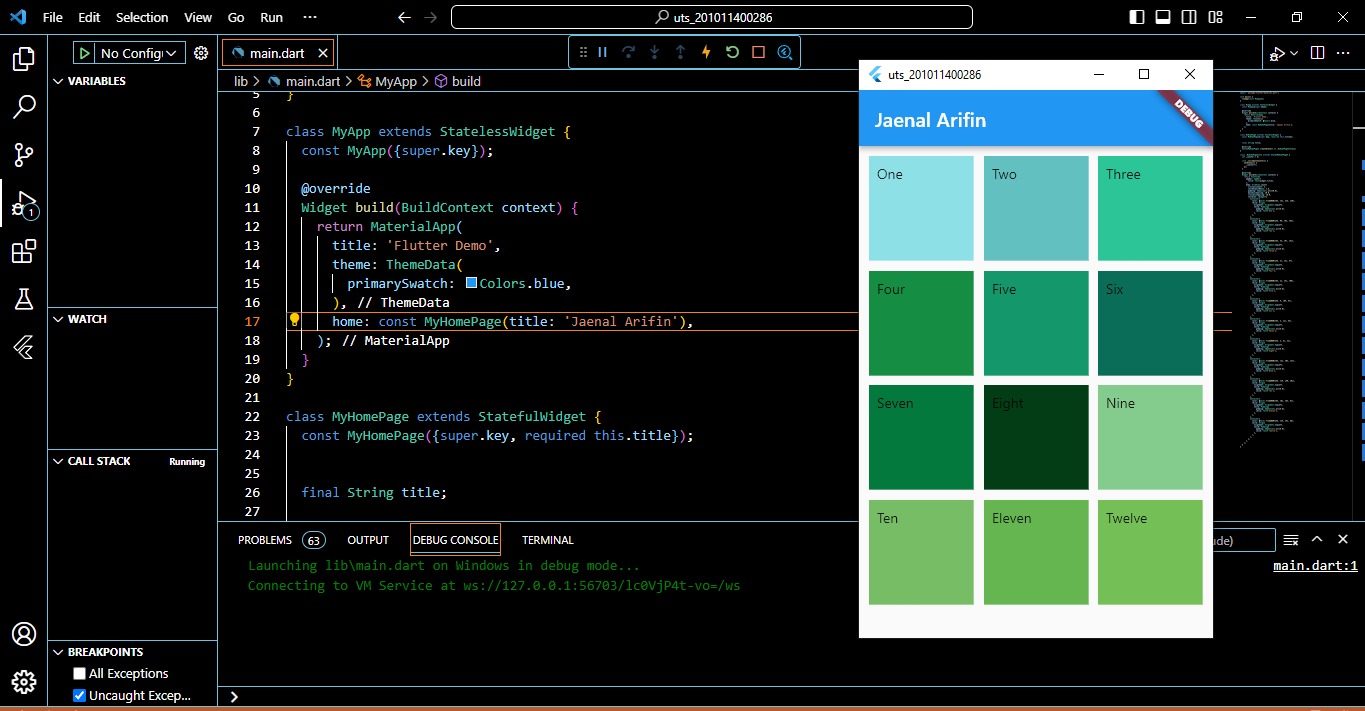 File Edit Selection View Go Run ···
uts_201011400286
No Config
main.dart
VARIABLES
lib > main.dart > MyApp > build
5 }
6
7 class MyApp extends StatelessWidget {
8 const MyApp({super.key});
9
10 @override
11 Widget build(BuildContext context) {
12 return MaterialApp(
13 title: 'Flutter Demo',
14 theme: ThemeData(
15 primarySwatch: Colors.blue,
16 ), // ThemeData
17 home: const MyHomePage(title: 'Jaenal Arifin'),
18 ); // MaterialApp
19 }
20 }
21
22 class MyHomePage extends StatefulWidget {
23 const MyHomePage({super.key, required this.title});
24
25
26 final String title;
27
1
WATCH
CALL STACK Running
BREAKPOINTS
All Exceptions
Uncaught Excep...
PROBLEMS 63 OUTPUT DEBUG CONSOLE TERMINAL
ude)
Launching lib\main.dart on Windows in debug mode...
main.dart:1
Connecting to VM Service at ws://127.0.0.1:56703/lc0VjP4t-vo=/ws
uts_201011400286
Jaenal Arifin
DEBUG
One Two Three
Four Five Six
Seven Eight Nine
Ten Eleven Twelve